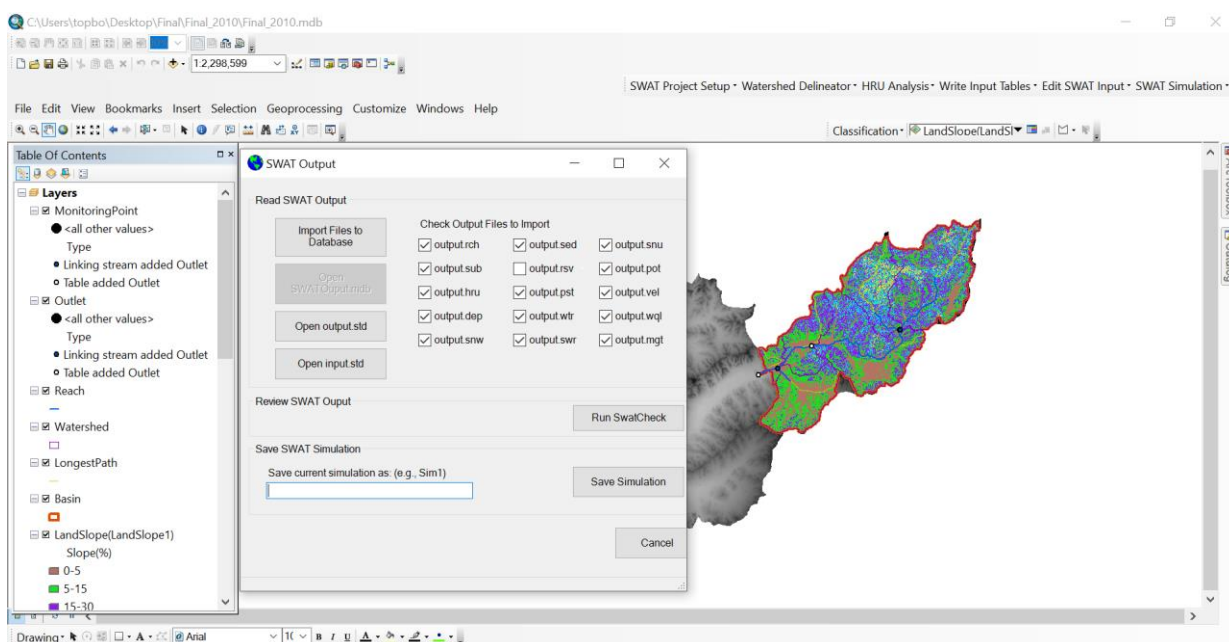 C:\Users\topbo\Desktop\Final\Final_2010\Final_2010.mdb
1:2,298,599
SWAT Project Setup Watershed Delineator HRU Analysis Write Input Tables Edit SWAT Input SWAT Simulation
File Edit View Bookmarks Insert Selection Geoprocessing Customize Windows Help
Classification LandSlope(LandSl
Table Of Contents
Layers
MonitoringPoint
<all other values>
Type
Linking stream added Outlet
Table added Outlet
Outlet
<all other values>
Type
Linking stream added Outlet
Table added Outlet
Reach
Watershed
LongestPath
Basin
LandSlope(LandSlope1)
Slope(%)
0-5
5-15
15-30
SWAT Output
Read SWAT Output
Import Files to
Database
Open
SWATOuput.mdb
Open output.std
Open input.std
Check Output Files to Import
output.rch output.sed output.snu
output.sub output.rsv output.pot
output.hru output.pst output.vel
output.dep output.wtr output.wql
output.snw output.swr output.mgt
Review SWAT Ouput
Run SwatCheck
Save SWAT Simulation
Save current simulation as: (e.g., Sim1)
Save Simulation
Cancel
Drawing A Arial B I U A